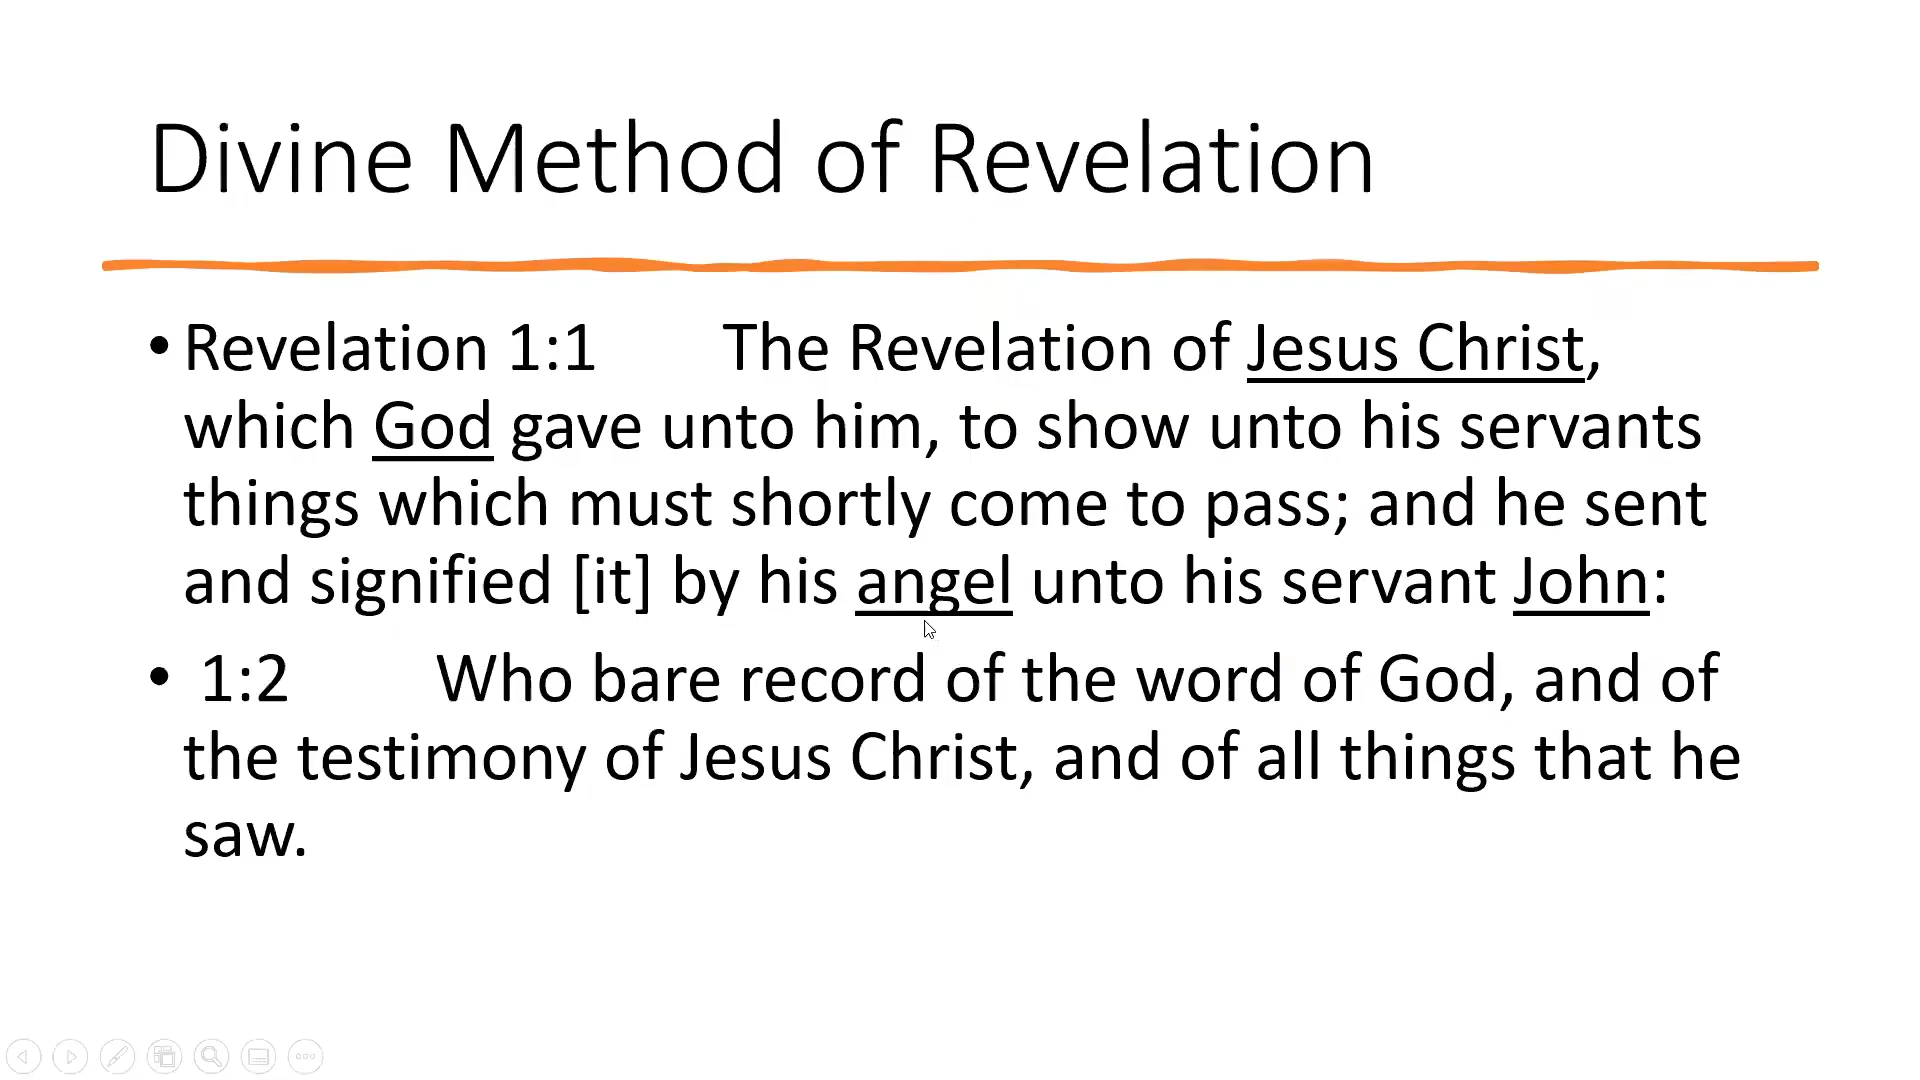 Divine Method of Revelation
• Revelation 1:1 The Revelation of Jesus Christ,
which God gave unto him, to show unto his servants
things which must shortly come to pass; and he sent
and signified [it] by his angel unto his servant John:
• 1:2 Who bare record of the word of God, and of
the testimony of Jesus Christ, and of all things that he
saw.